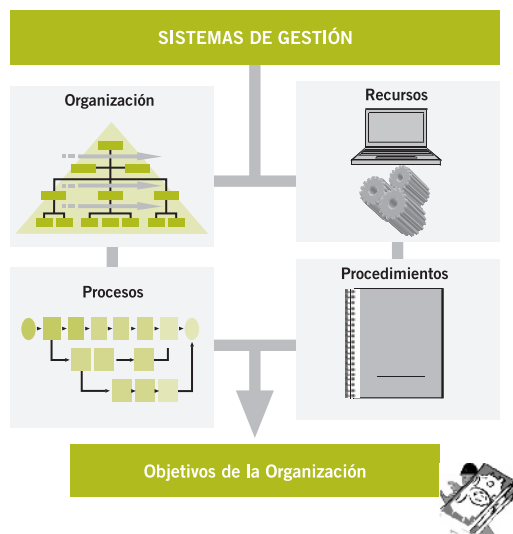 SISTEMAS DE GESTIÓN
Organización
Recursos
Procesos
Procedimientos
Objetivos de la Organización